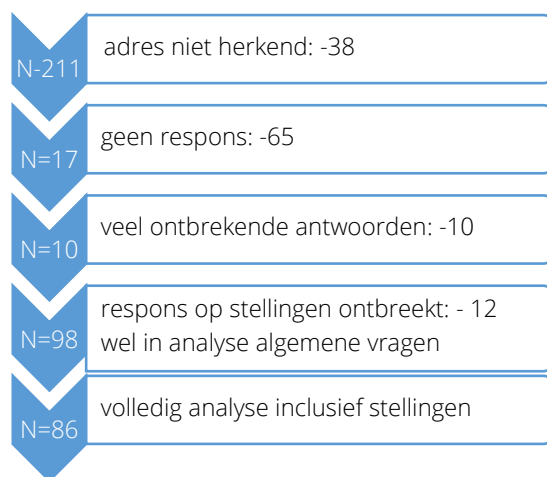 adres niet herkend: -38
N-211
geen respons: -65
N=17
veel ontbrekende antwoorden: -10
N=10
respons op stellingen ontbreekt: - 12
wel in analyse algemene vragen
N=98
volledig analyse inclusief stellingen
N=86